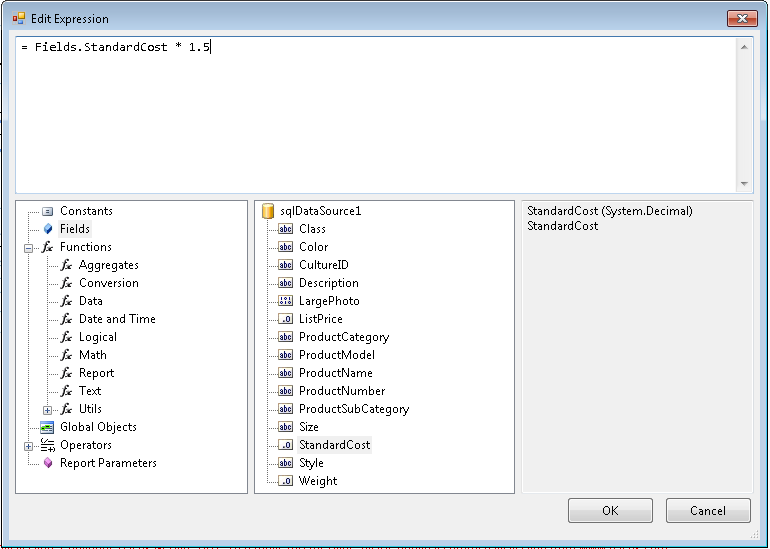 Edit Expression
= Fields.StandardCost * 1.5
Constants
Fields
Functions
Aggregates
Conversion
Data
Date and Time
Logical
Math
Report
Text
Utils
Global Objects
Operators
Report Parameters
sqlDataSource1
Class
Color
CultureID
Description
LargePhoto
ListPrice
ProductCategory
ProductModel
ProductName
ProductNumber
ProductSubCategory
Size
StandardCost
Style
Weight
StandardCost (System.Decimal)
StandardCost
OK
Cancel